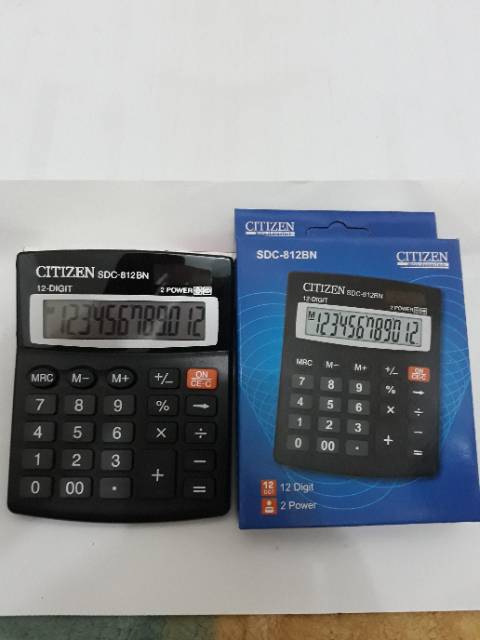 CITIZEN SDC-812BN
12-DIGIT
2 POWER
M 123456789012
MRC M− M+ +/− ON CE·C
7 8 9 % →
4 5 6 × ÷
1 2 3 + −
0 00 · =
CITIZEN
SDC-812BN
CITIZEN
CITIZEN SDC-812BN
12-DIGIT
2 POWER
M 123456789012
MRC M− M+ +/− ON CE·C
7 8 9 % →
4 5 6 × ÷
1 2 3 + −
0 00 · =
12 12 Digit
2 Power